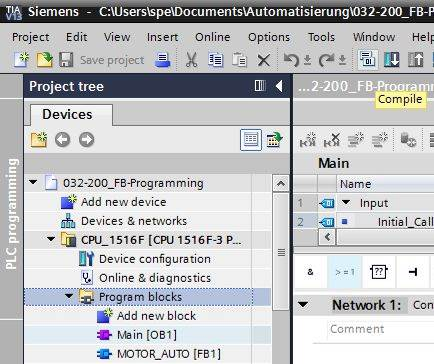 TIA V13 Siemens - C:\Users\spe\Documents\Automatisierung\032-200_FB-P
Project Edit View Insert Online Options Tools Window Help
Save project
Project tree
...2-200_FB-Programm
Compile
Devices
PLC programming
032-200_FB-Programming
Add new device
Devices & networks
CPU_1516F [CPU 1516F-3 P...
Device configuration
Online & diagnostics
Program blocks
Add new block
Main [OB1]
MOTOR_AUTO [FB1]
Main
Name
1 Input
2 Initial_Call
& >=1 ??
Network 1: Con
Comment